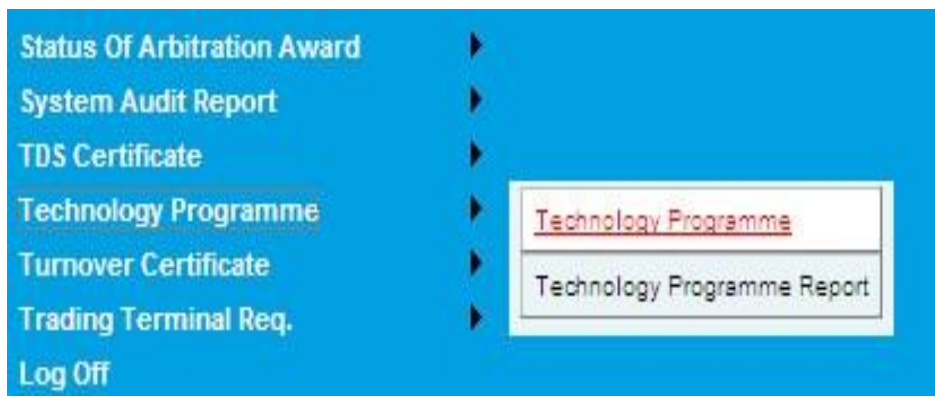 Status Of Arbitration Award
System Audit Report
TDS Certificate
Technology Programme
Turnover Certificate
Trading Terminal Req.
Log Off
Technology Programme
Technology Programme Report